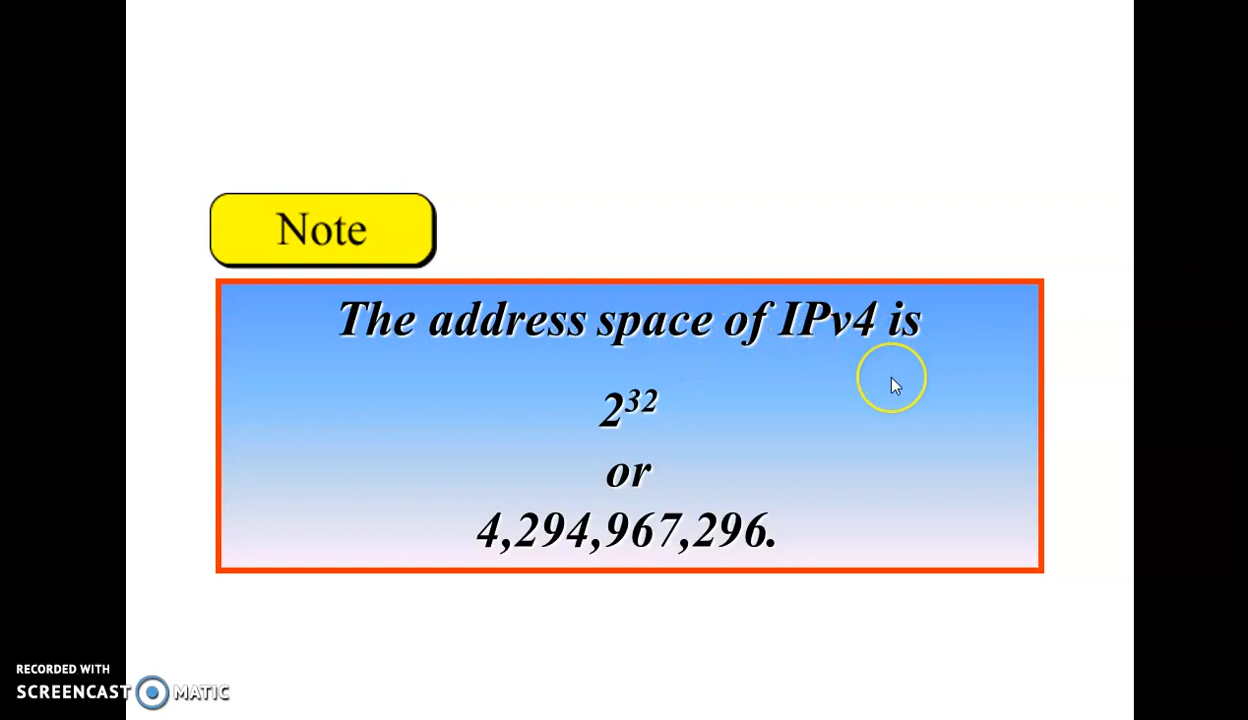 Note
The address space of IPv4 is
2³²
or
4,294,967,296.
RECORDED WITH
SCREENCAST MATIC